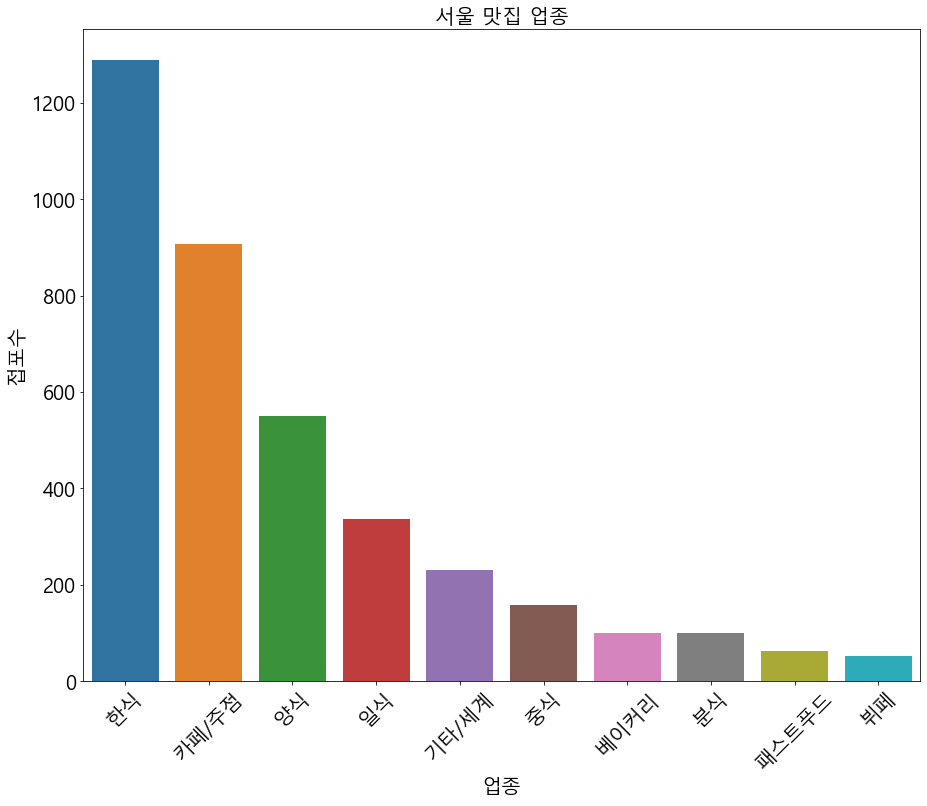 서울 맛집 업종
점포수
1200
1000
800
600
400
200
0
한식
카페/주점
양식
일식
기타/세계
중식
베이커리
분식
패스트푸드
뷔페
업종